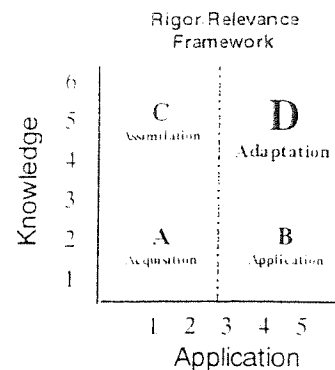 Rigor Relevance
Framework
Knowledge
6
5
4
3
2
1
C
Assimilation
D
Adaptation
A
Acquisition
B
Application
1 2 3 4 5
Application